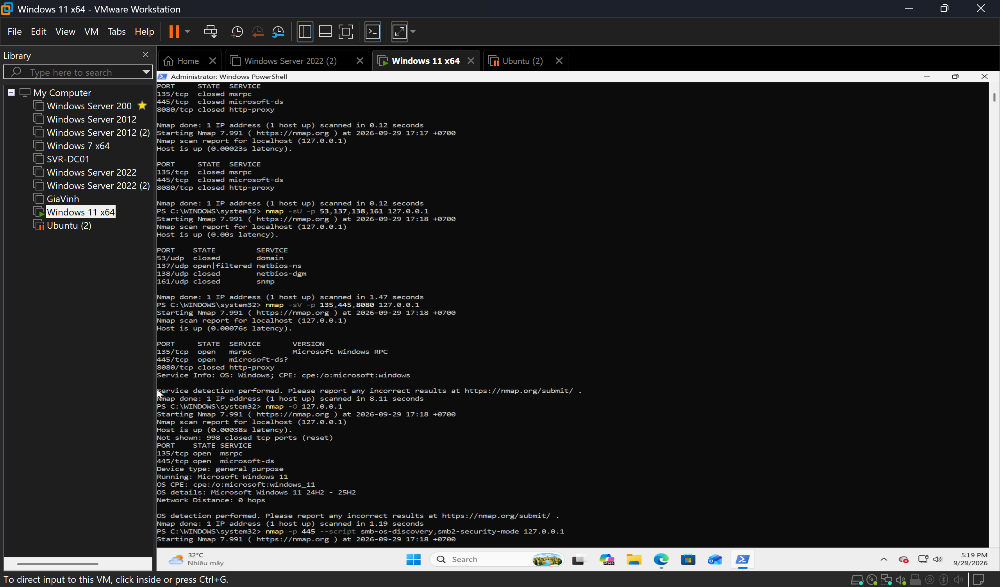 Windows 11 x64 - VMware Workstation
File Edit View VM Tabs Help
Library
Type here to search
My Computer
Windows Server 200
Windows Server 2012
Windows Server 2012 (2)
Windows 7 x64
SVR-DC01
Windows Server 2022
Windows Server 2022 (2)
GiaVinh
Windows 11 x64
Ubuntu (2)
Home
Windows Server 2022 (2)
Windows 11 x64
Ubuntu (2)
Administrator: Windows PowerShell
PORT     STATE  SERVICE
135/tcp  closed msrpc
445/tcp  closed microsoft-ds
8080/tcp closed http-proxy
Nmap done: 1 IP address (1 host up) scanned in 0.12 seconds
Starting Nmap 7.991 ( https://nmap.org ) at 2026-09-29 17:17 +0700
Nmap scan report for localhost (127.0.0.1)
Host is up (0.00023s latency).
PORT     STATE  SERVICE
135/tcp  closed msrpc
445/tcp  closed microsoft-ds
8080/tcp closed http-proxy
Nmap done: 1 IP address (1 host up) scanned in 0.12 seconds
PS C:\WINDOWS\system32> nmap -sU -p 53,137,138,161 127.0.0.1
Starting Nmap 7.991 ( https://nmap.org ) at 2026-09-29 17:18 +0700
Nmap scan report for localhost (127.0.0.1)
Host is up (0.00s latency).
PORT    STATE         SERVICE
53/udp  closed        domain
137/udp open|filtered netbios-ns
138/udp closed        netbios-dgm
161/udp closed        snmp
Nmap done: 1 IP address (1 host up) scanned in 1.47 seconds
PS C:\WINDOWS\system32> nmap -sV -p 135,445,8080 127.0.0.1
Starting Nmap 7.991 ( https://nmap.org ) at 2026-09-29 17:18 +0700
Nmap scan report for localhost (127.0.0.1)
Host is up (0.00076s latency).
PORT     STATE  SERVICE       VERSION
135/tcp  open   msrpc         Microsoft Windows RPC
445/tcp  open   microsoft-ds?
8080/tcp closed http-proxy
Service Info: OS: Windows; CPE: cpe:/o:microsoft:windows
Service detection performed. Please report any incorrect results at https://nmap.org/submit/ .
Nmap done: 1 IP address (1 host up) scanned in 8.11 seconds
PS C:\WINDOWS\system32> nmap -O 127.0.0.1
Starting Nmap 7.991 ( https://nmap.org ) at 2026-09-29 17:18 +0700
Nmap scan report for localhost (127.0.0.1)
Host is up (0.00038s latency).
Not shown: 998 closed tcp ports (reset)
PORT    STATE SERVICE
135/tcp open  msrpc
445/tcp open  microsoft-ds
Device type: general purpose
Running: Microsoft Windows 11
OS CPE: cpe:/o:microsoft:windows_11
OS details: Microsoft Windows 11 24H2 - 25H2
Network Distance: 0 hops
OS detection performed. Please report any incorrect results at https://nmap.org/submit/ .
Nmap done: 1 IP address (1 host up) scanned in 1.19 seconds
PS C:\WINDOWS\system32> nmap -p 445 --script smb-os-discovery,smb2-security-mode 127.0.0.1
Starting Nmap 7.991 ( https://nmap.org ) at 2026-09-29 17:18 +0700
32°C
Nhiều mây
Search
M365
5:19 PM
9/29/2026
To direct input to this VM, click inside or press Ctrl+G.